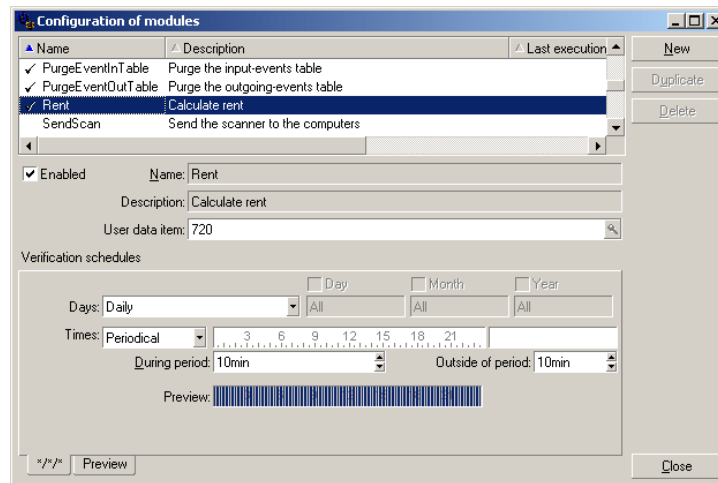 Configuration of modules
Name Description Last execution
PurgeEventInTable Purge the input-events table
PurgeEventOutTable Purge the outgoing-events table
Rent Calculate rent
SendScan Send the scanner to the computers
New
Duplicate
Delete
Enabled Name: Rent
Description: Calculate rent
User data item: 720
Verification schedules
Day Month Year
Days: Daily All All All
Times: Periodical 3 6 9 12 15 18 21
During period: 10min Outside of period: 10min
Preview:
*/*/* Preview
Close